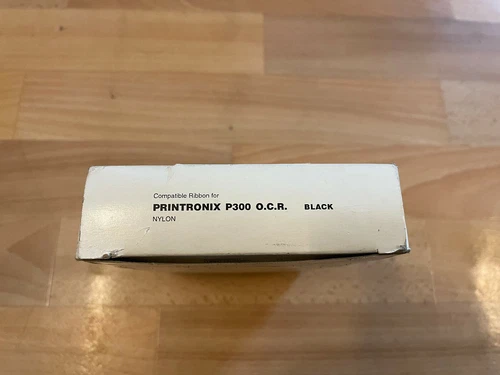 Compatible Ribbon for
PRINTRONIX P300 O.C.R. BLACK
NYLON